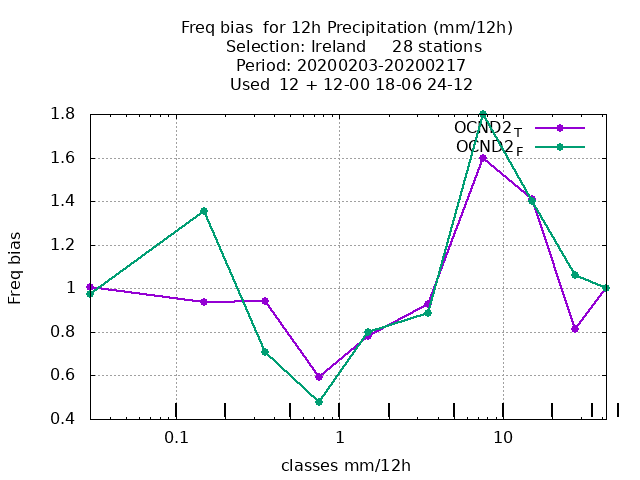 Freq bias  for 12h Precipitation (mm/12h)
Selection: Ireland     28 stations
Period: 20200203-20200217
Used  12 + 12-00 18-06 24-12
1.8
1.6
1.4
1.2
1
0.8
0.6
0.4
Freq bias
OCND2T
OCND2F
0.1 1 10
classes mm/12h